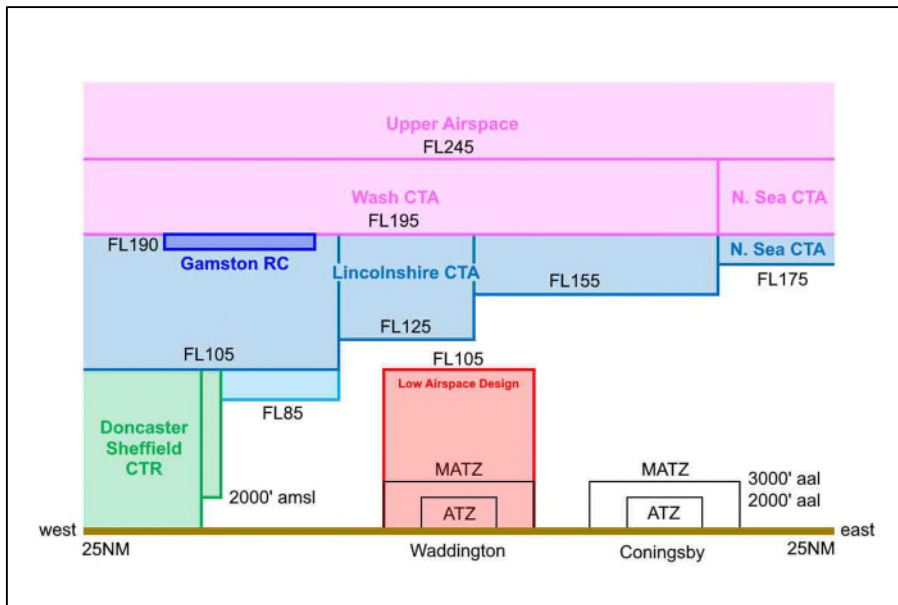 Upper Airspace
FL245
Wash CTA
FL195
N. Sea CTA
FL190
Gamston RC
Lincolnshire CTA
N. Sea CTA
FL155
FL175
FL125
FL105
FL105
Low Airspace Design
FL85
Doncaster
Sheffield
CTR
2000' amsl
MATZ
MATZ
3000' aal
2000' aal
ATZ
ATZ
west
east
25NM
Waddington
Coningsby
25NM